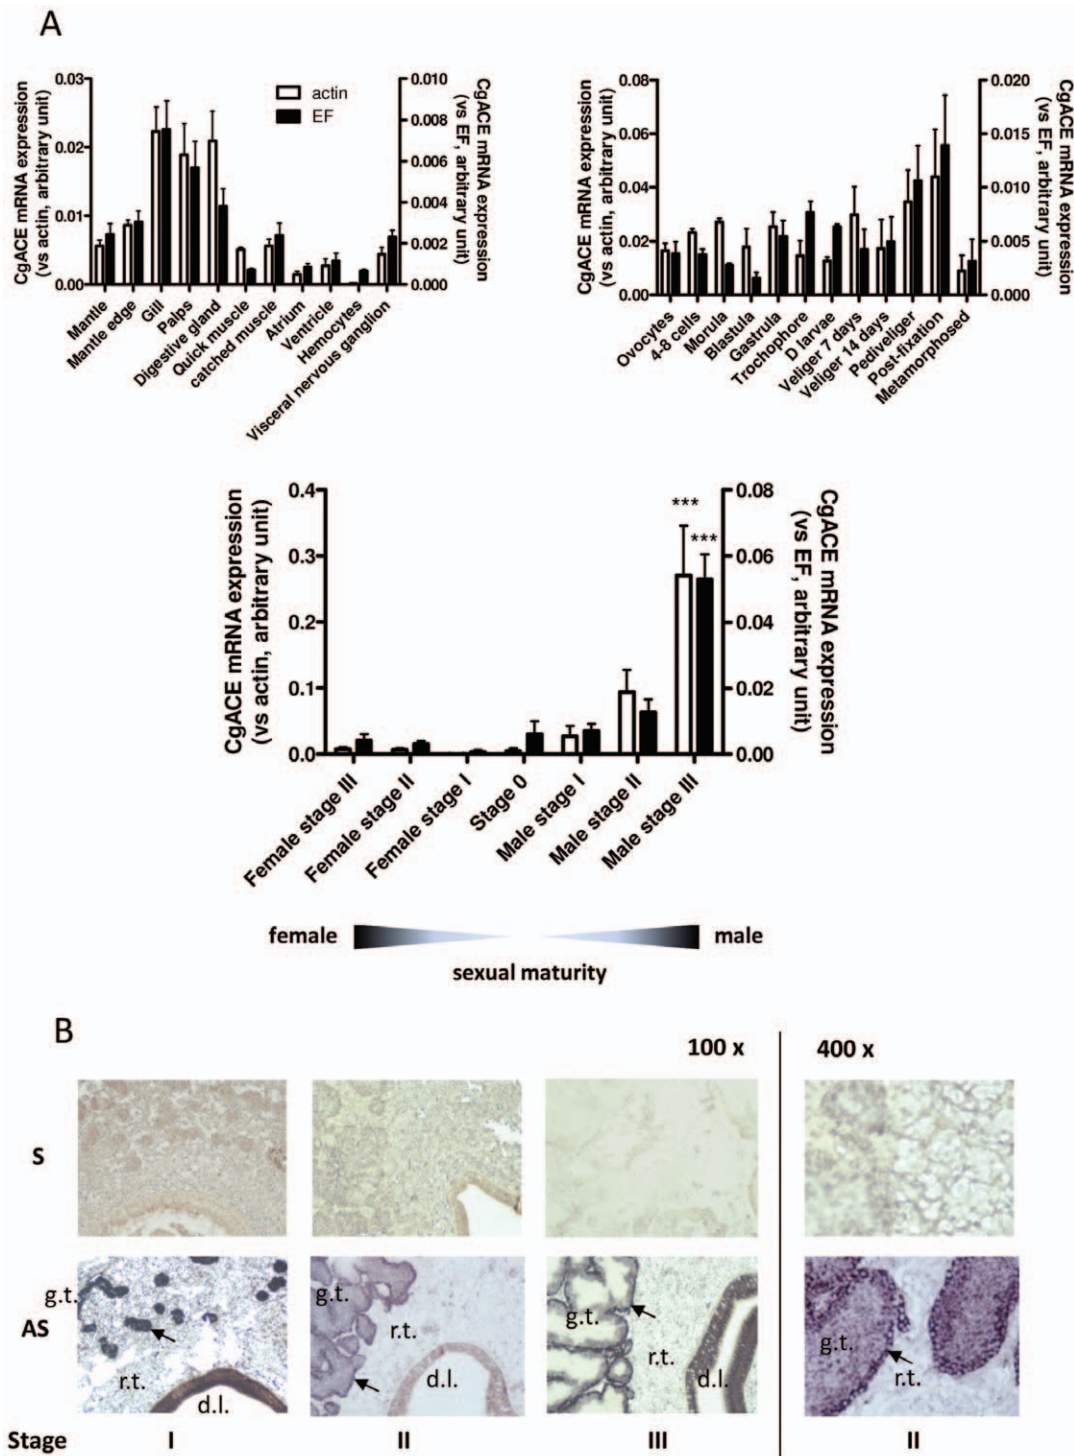 A
CgACE mRNA expression
(vs actin, arbitrary unit)
0.03
0.02
0.01
0.00
actin
EF
0.010
0.008
0.006
0.004
0.002
0.000
CgACE mRNA expression
(vs EF, arbitrary unit)
Mantle
Mantle edge
Gill
Palps
Digestive gland
Quick muscle
catched muscle
Atrium
Ventricle
Hemocytes
Visceral nervous ganglion
CgACE mRNA expression
(vs actin, arbitrary unit)
0.08
0.06
0.04
0.02
0.00
0.020
0.015
0.010
0.005
0.000
CgACE mRNA expression
(vs EF, arbitrary unit)
Ovocytes
4-8 cells
Morula
Blastula
Gastrula
Trochophore
D larvae
Veliger 7 days
Veliger 14 days
Pediveliger
Post-fixation
Metamorphosed
CgACE mRNA expression
(vs actin, arbitrary unit)
0.4
0.3
0.2
0.1
0.0
***
***
0.08
0.06
0.04
0.02
0.00
CgACE mRNA expression
(vs EF, arbitrary unit)
Female stage III
Female stage II
Female stage I
Stage 0
Male stage I
Male stage II
Male stage III
female
male
sexual maturity
B
100 x
400 x
S
AS
g.t.
r.t.
d.l.
g.t.
r.t.
d.l.
g.t.
r.t.
d.l.
g.t.
r.t.
Stage
I
II
III
II